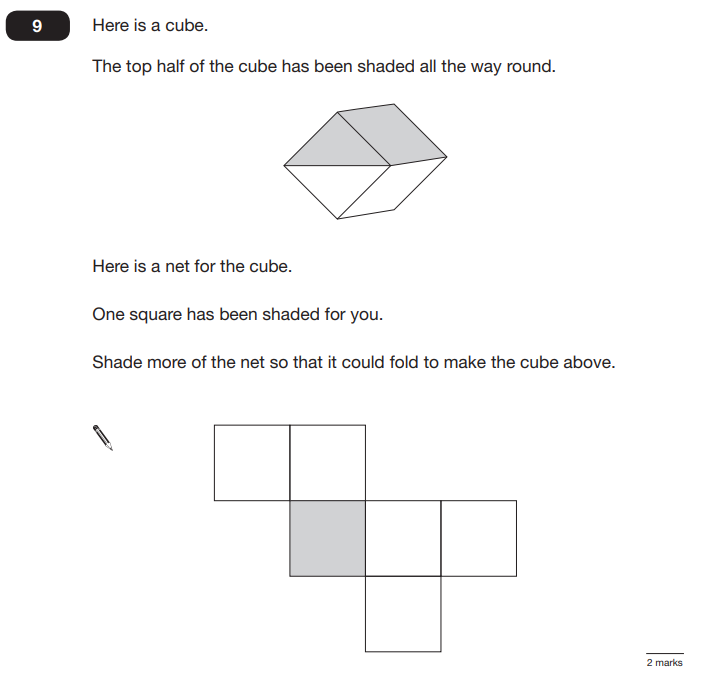 9
Here is a cube.
The top half of the cube has been shaded all the way round.
Here is a net for the cube.
One square has been shaded for you.
Shade more of the net so that it could fold to make the cube above.
2 marks